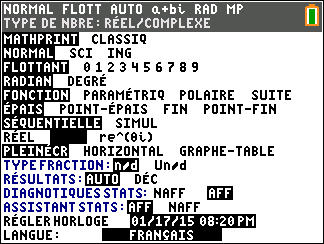 NORMAL FLOTT AUTO a+bi RAD MP
TYPE DE NBRE: RÉEL/COMPLEXE
MATHPRINT CLASSIQ
NORMAL SCI ING
FLOTTANT 0 1 2 3 4 5 6 7 8 9
RADIAN DEGRÉ
FONCTION PARAMÉTRIQ POLAIRE SUITE
ÉPAIS POINT-ÉPAIS FIN POINT-FIN
SÉQUENTIELLE SIMUL
RÉEL re^(θi)
PLEINÉCR HORIZONTAL GRAPHE-TABLE
TYPE FRACTION: n/d Un/d
RÉSULTATS: AUTO DÉC
DIAGNOSTIQUES STATS: NAFF AFF
ASSISTANT STATS: AFF NAFF
RÉGLER HORLOGE 01/17/15 08:20 PM
LANGUE: FRANÇAIS